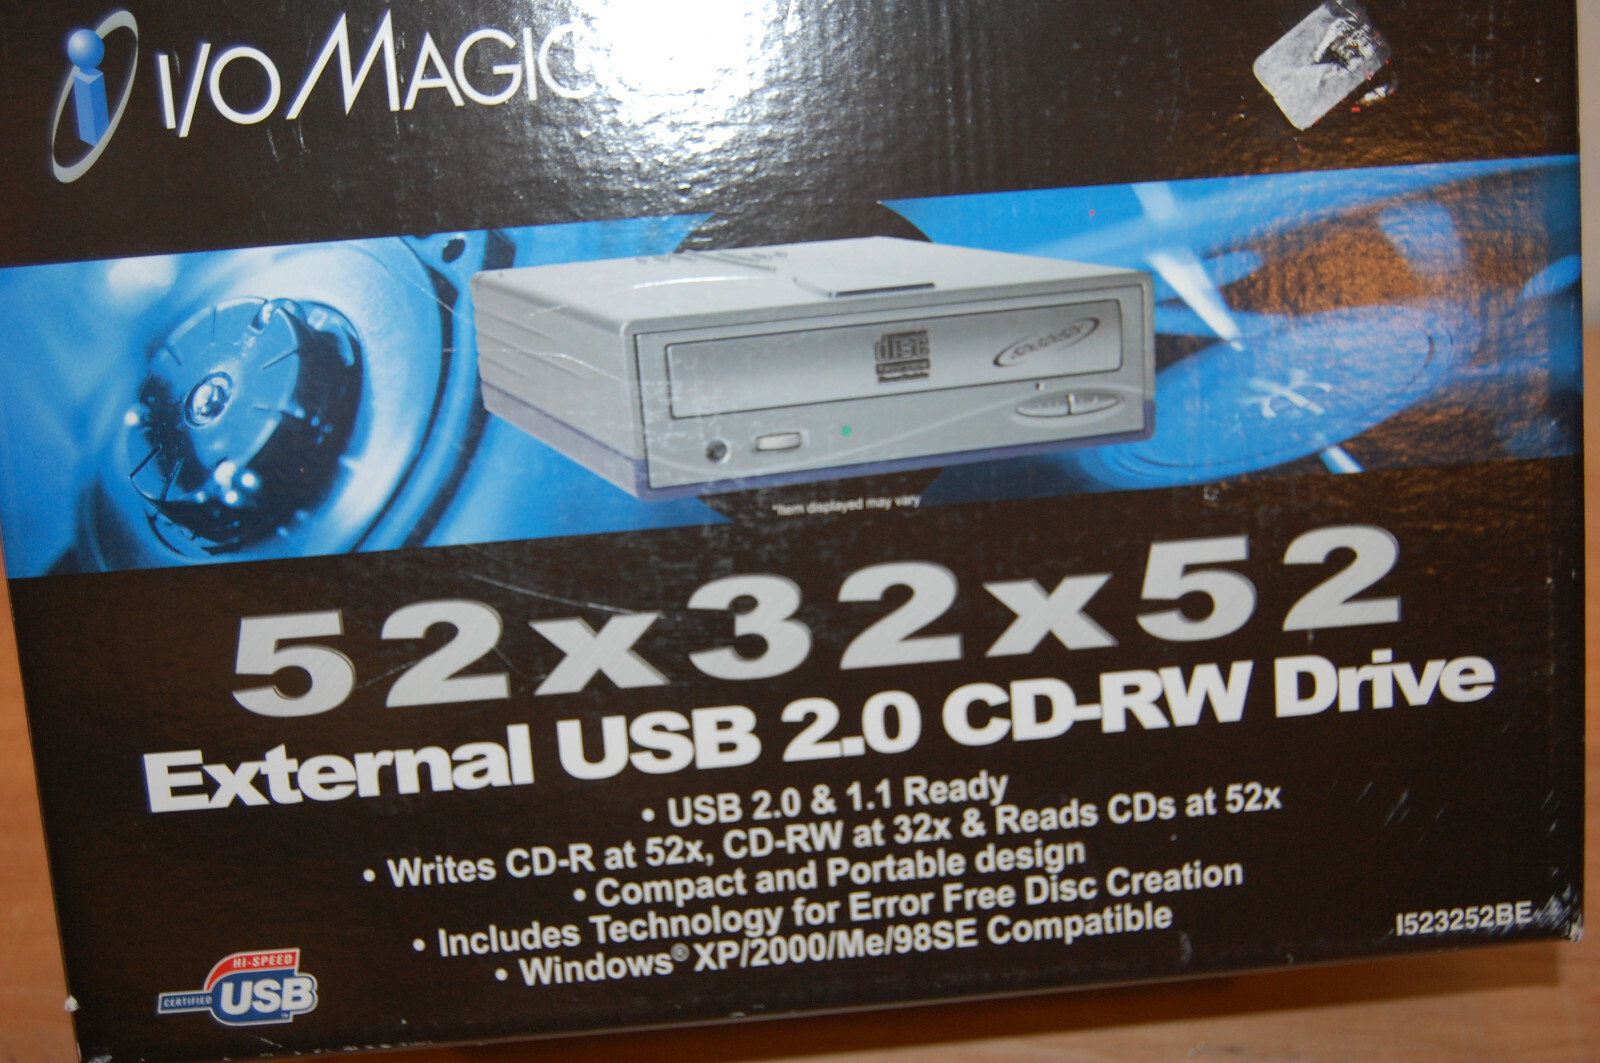 I/O MAGIC
disc
52x32x52
*Item displayed may vary
52x32x52
External USB 2.0 CD-RW Drive
• USB 2.0 & 1.1 Ready
• Writes CD-R at 52x, CD-RW at 32x & Reads CDs at 52x
• Compact and Portable design
• Includes Technology for Error Free Disc Creation
• Windows® XP/2000/Me/98SE Compatible
I523252BE
HI-SPEED
CERTIFIED USB